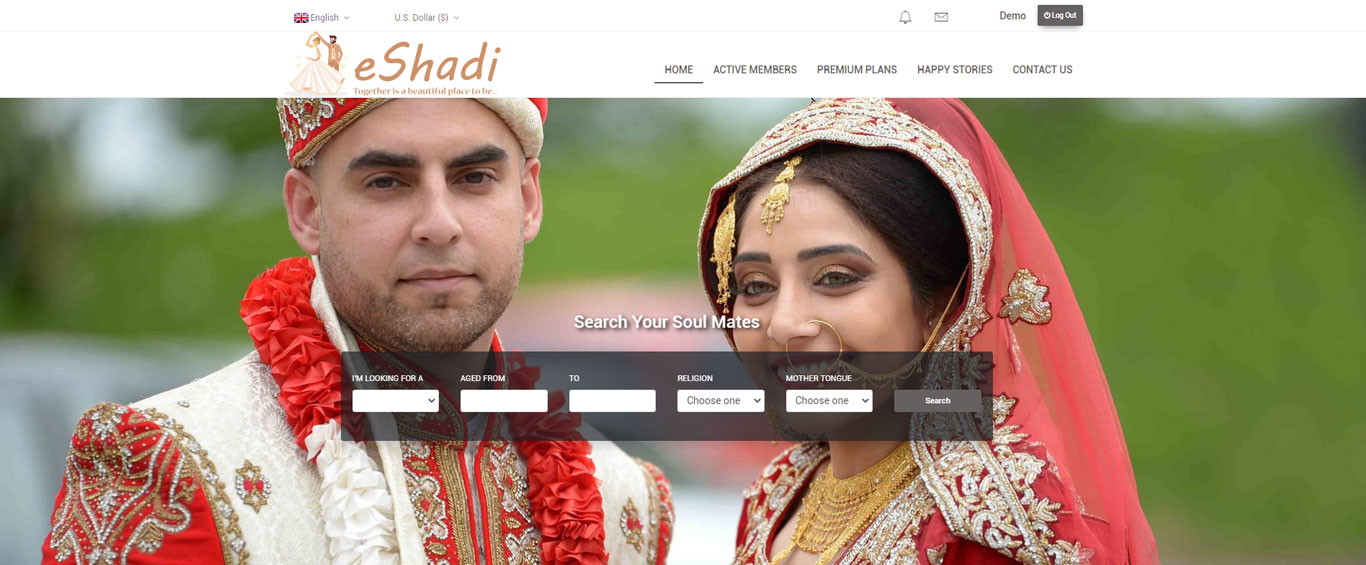 English
U.S. Dollar ($)
Demo
Log Out
eShadi
Together is a beautiful place to be..
HOME
ACTIVE MEMBERS
PREMIUM PLANS
HAPPY STORIES
CONTACT US
Search Your Soul Mates
I'M LOOKING FOR A
AGED FROM
TO
RELIGION
MOTHER TONGUE
Choose one
Choose one
Search